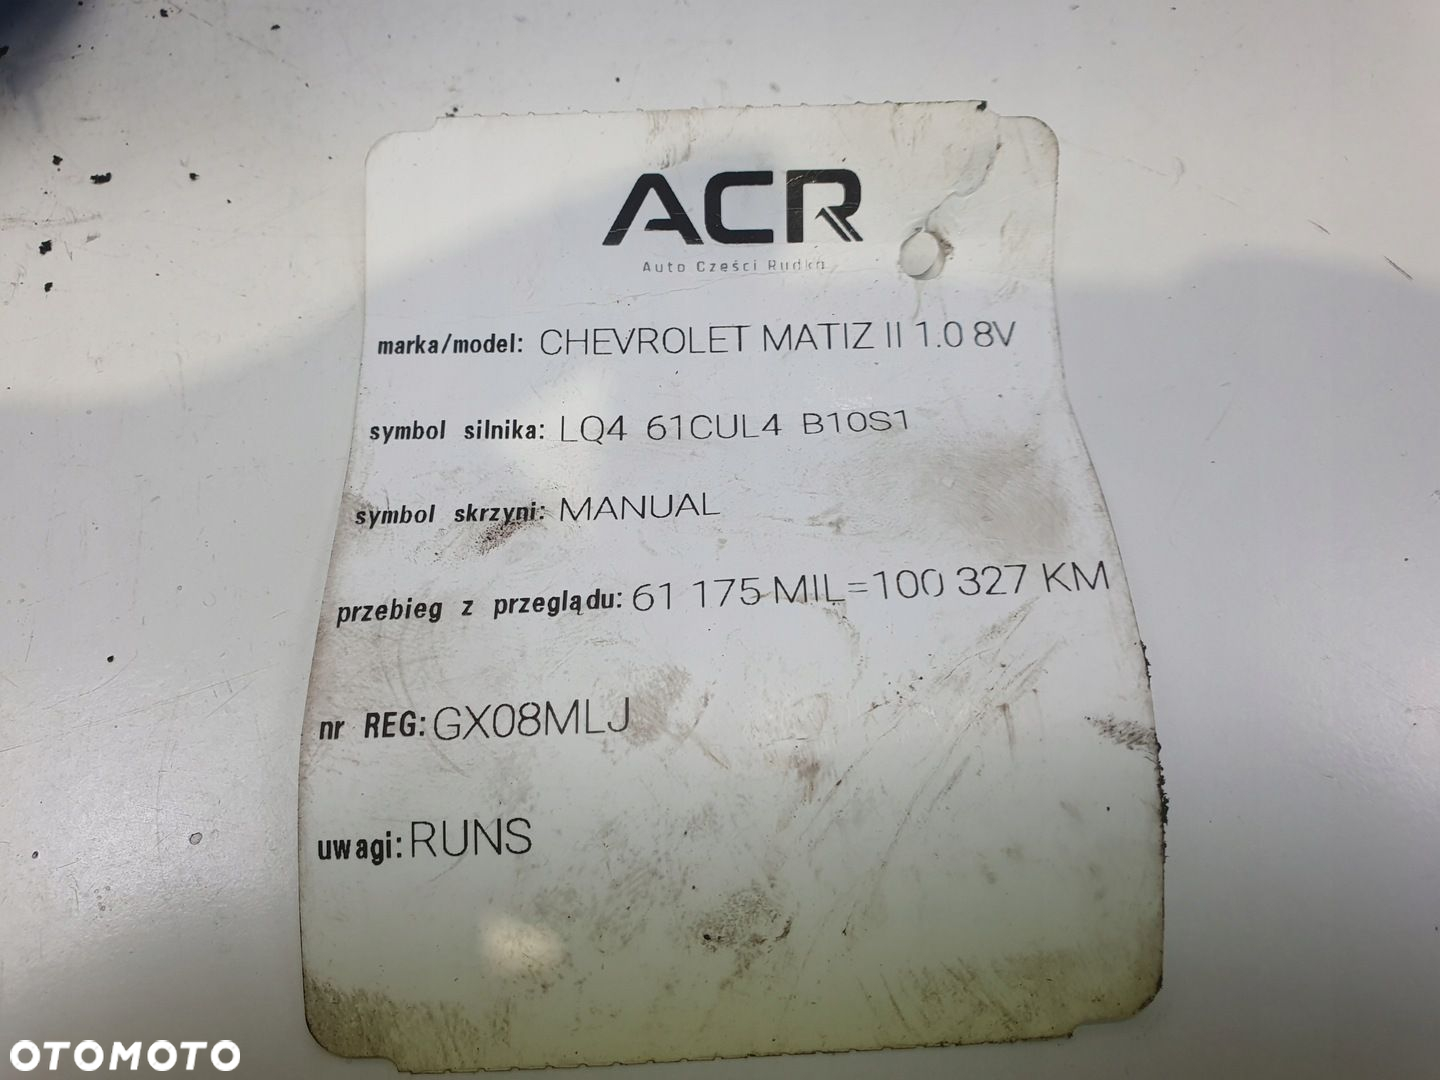 ACR
Auto Części Rudka
marka/model: CHEVROLET MATIZ II 1.0 8V
symbol silnika: LQ4 61CUL4 B10S1
symbol skrzyni: MANUAL
przebieg z przeglądu: 61 175 MIL=100 327 KM
nr REG: GX08MLJ
uwagi: RUNS
OTOMOTO